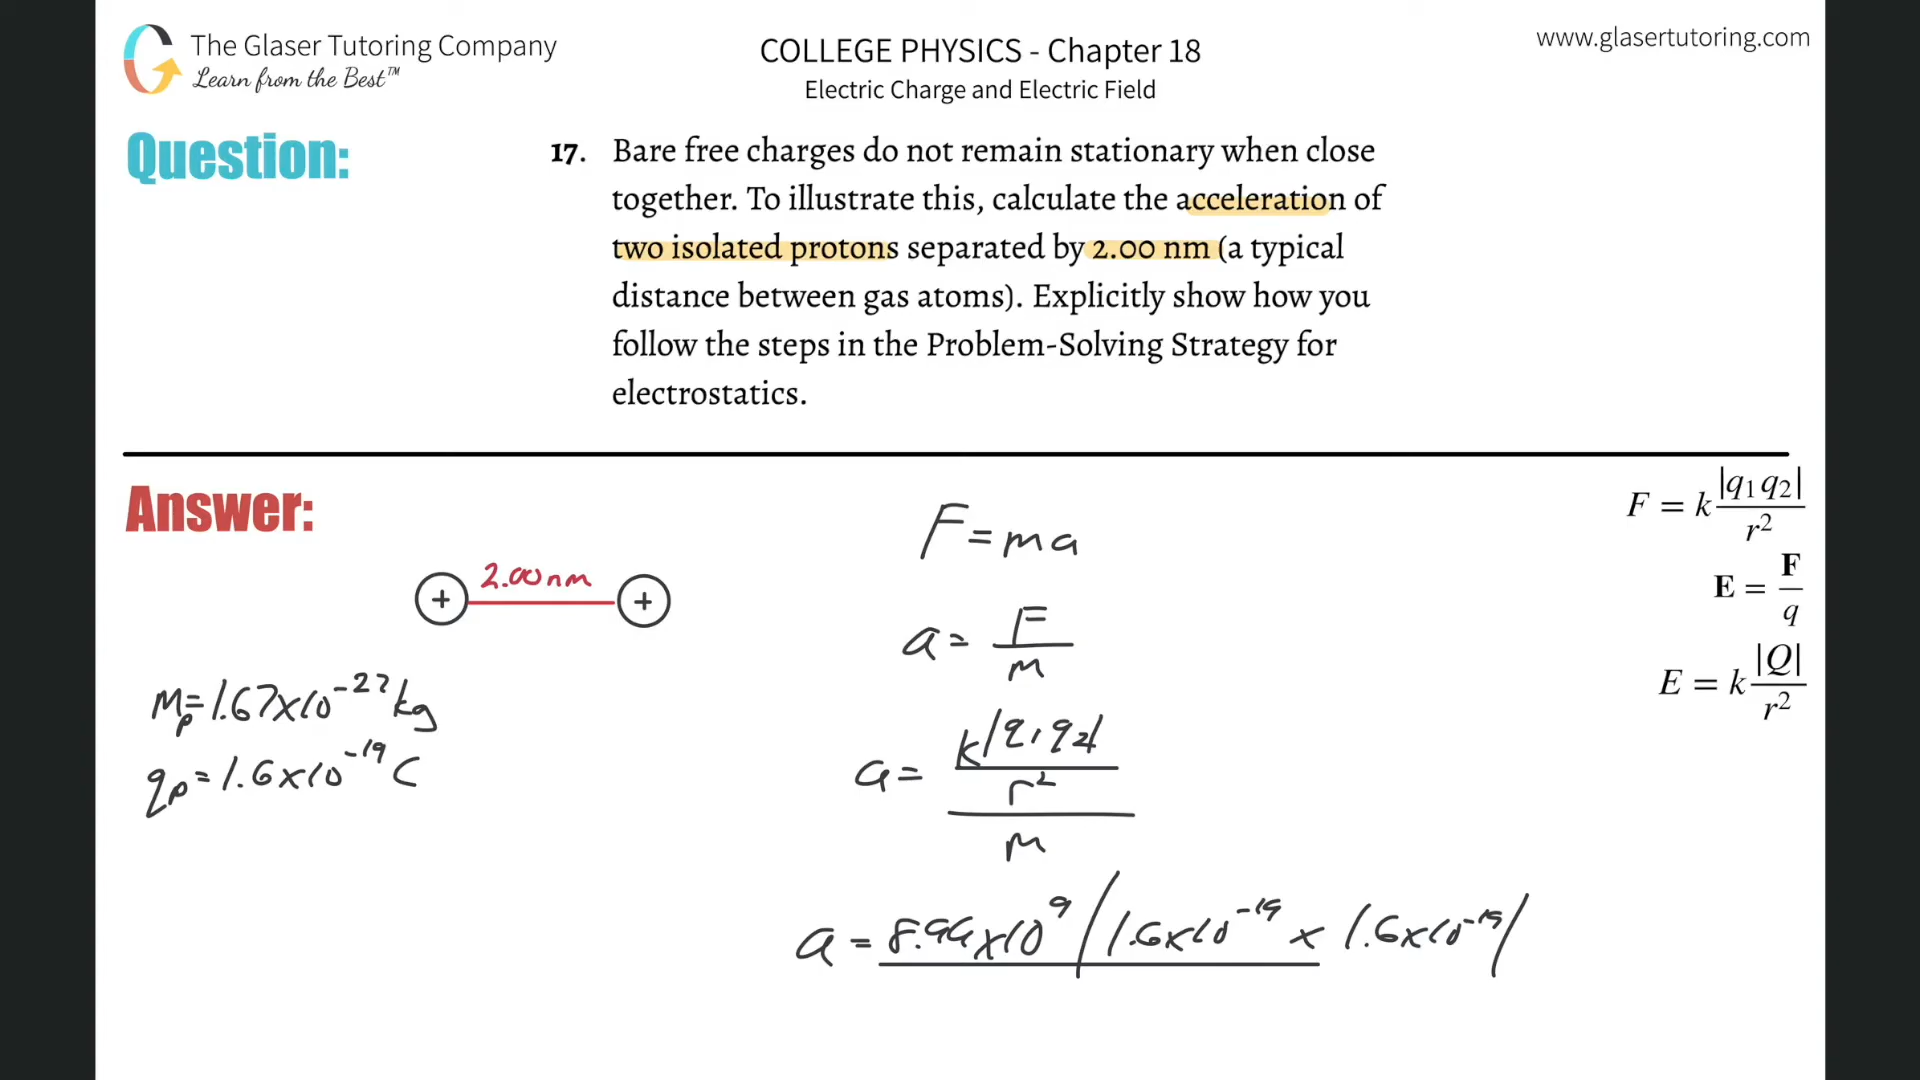 The Glaser Tutoring Company
Learn from the Best™
COLLEGE PHYSICS - Chapter 18
Electric Charge and Electric Field
www.glasertutoring.com
Question:
17. Bare free charges do not remain stationary when close
together. To illustrate this, calculate the acceleration of
two isolated protons separated by 2.00 nm (a typical
distance between gas atoms). Explicitly show how you
follow the steps in the Problem-Solving Strategy for
electrostatics.
Answer:
+ 2.00nm +
Mp = 1.67x10^-27 kg
qp = 1.6x10^-19 C
F = ma
a = F/m
a = k|q1q2|/r²/m
a = 8.99x10^9 |1.6x10^-19 x 1.6x10^-19|
F = k |q1q2|/r²
E = F/q
E = k |Q|/r²